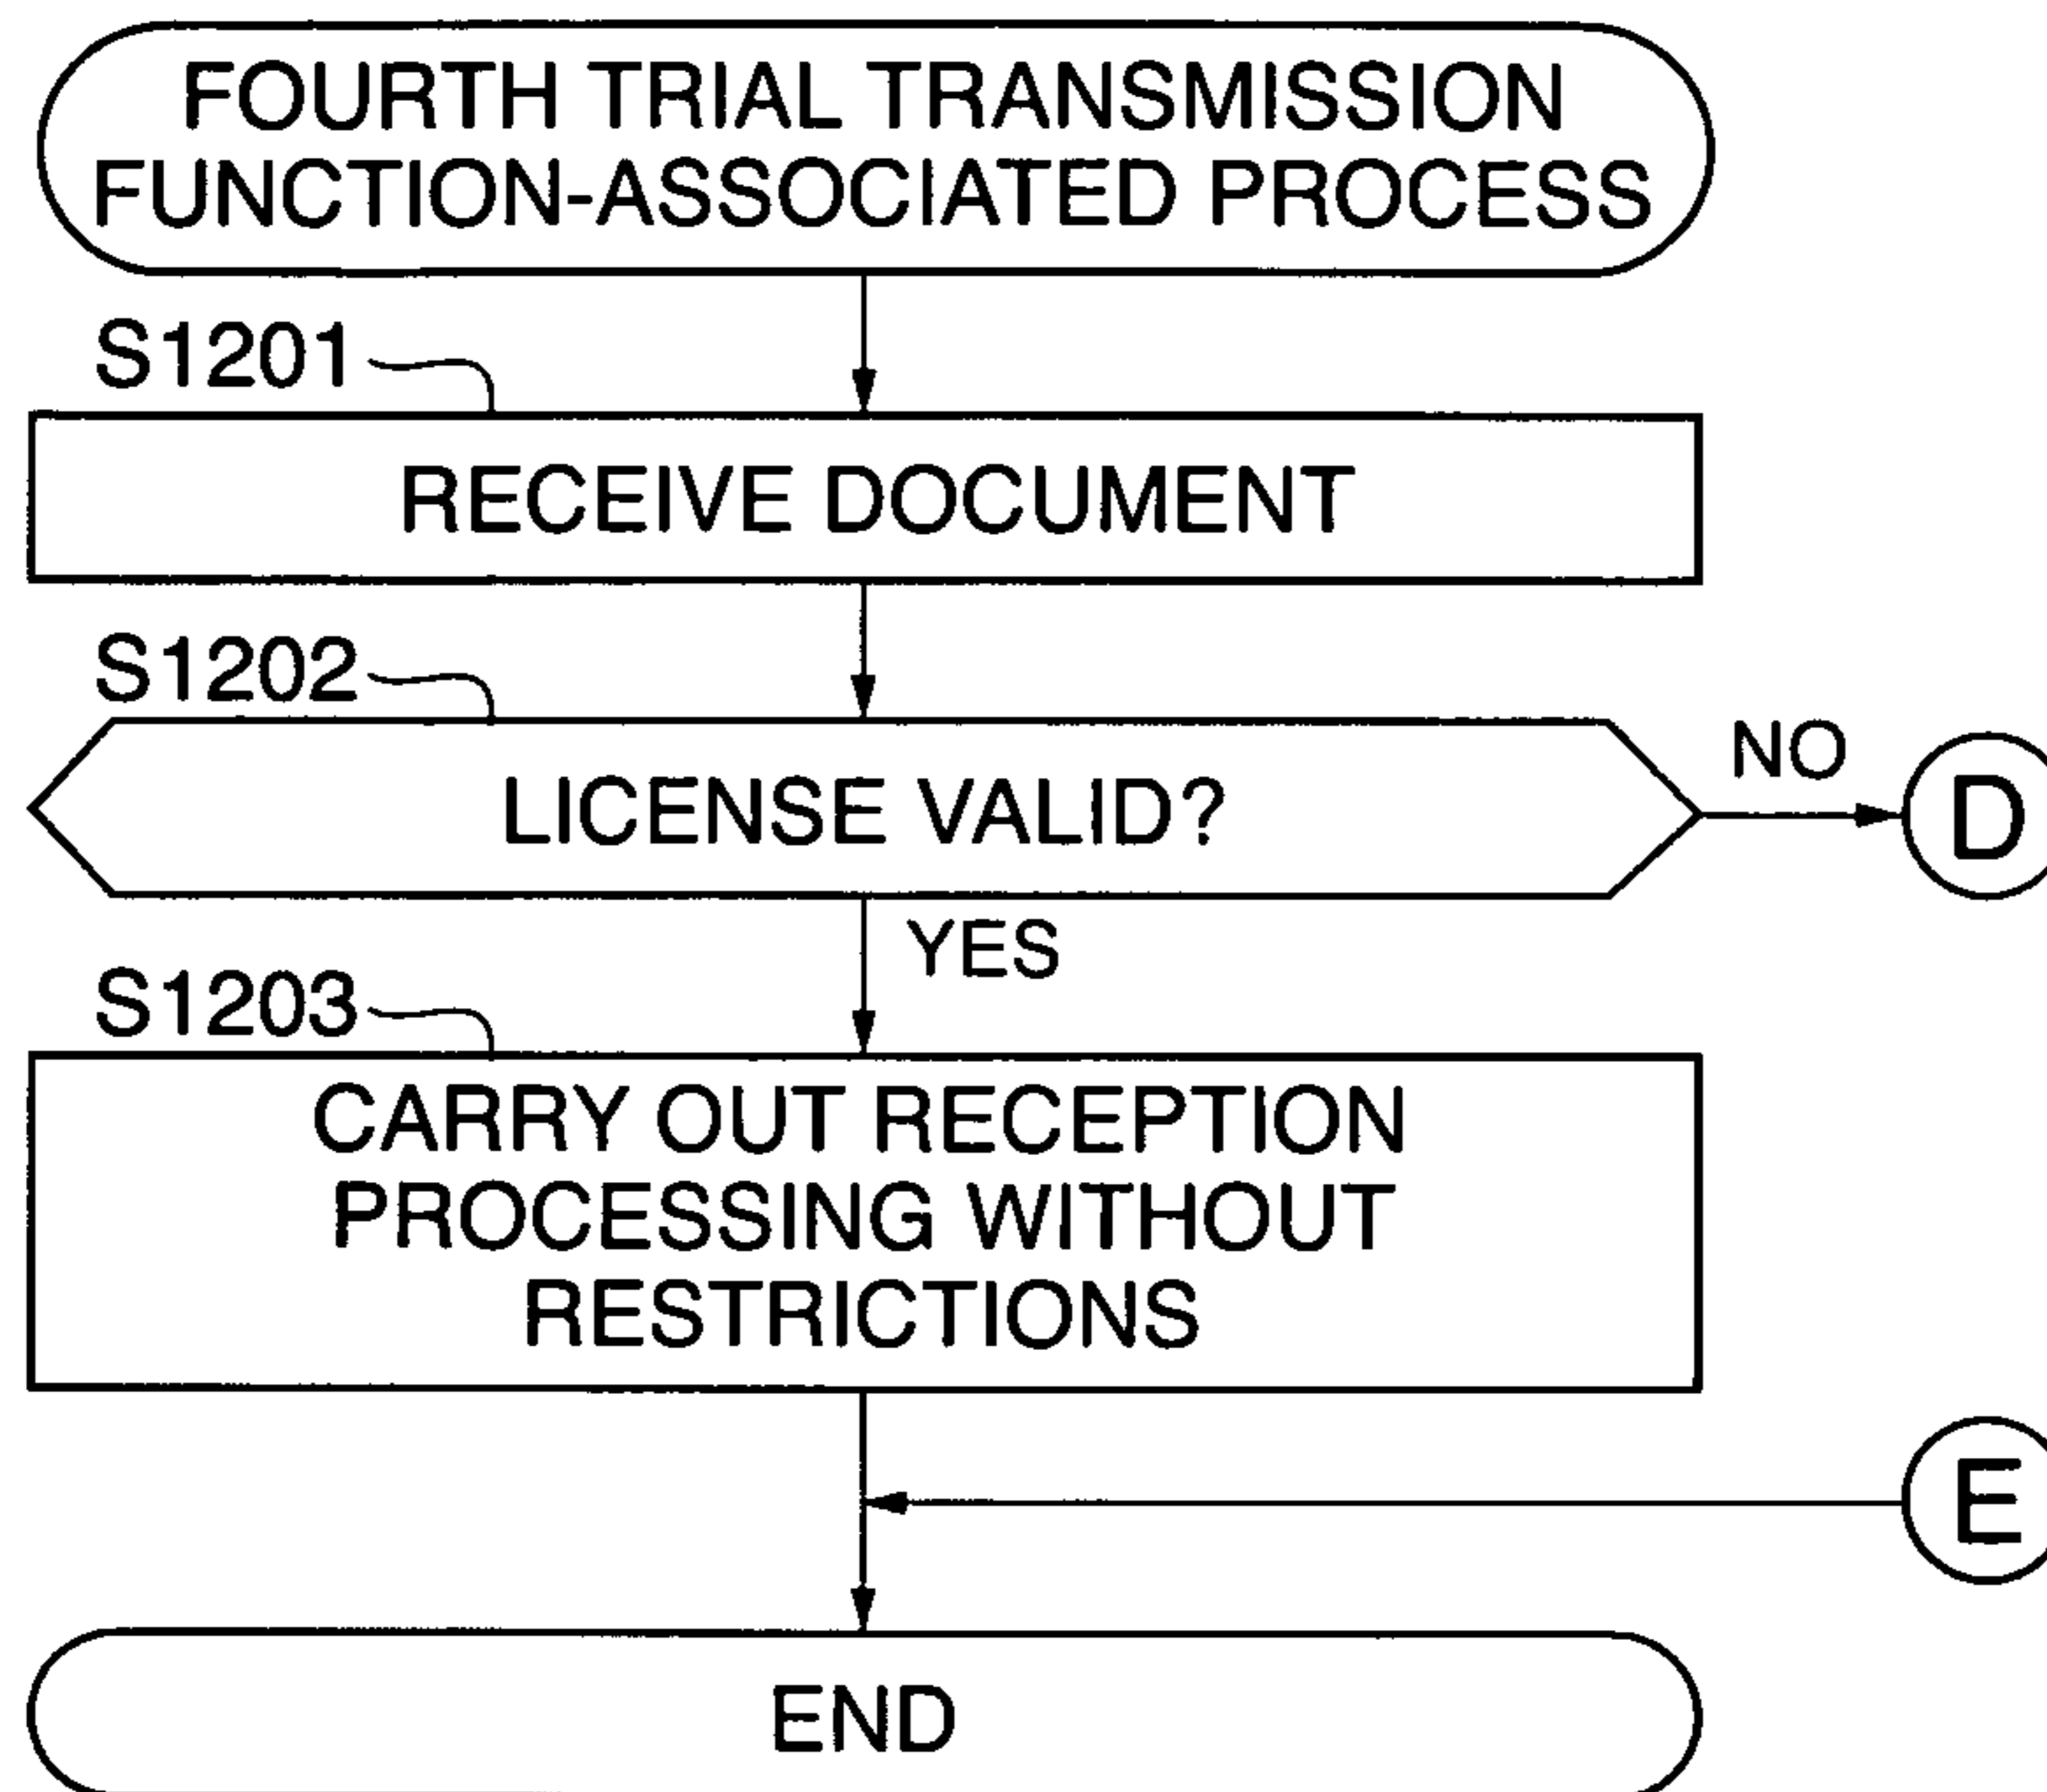 FOURTH TRIAL TRANSMISSION
FUNCTION-ASSOCIATED PROCESS
S1201
RECEIVE DOCUMENT
S1202
LICENSE VALID?
NO
D
YES
S1203
CARRY OUT RECEPTION
PROCESSING WITHOUT
RESTRICTIONS
E
END